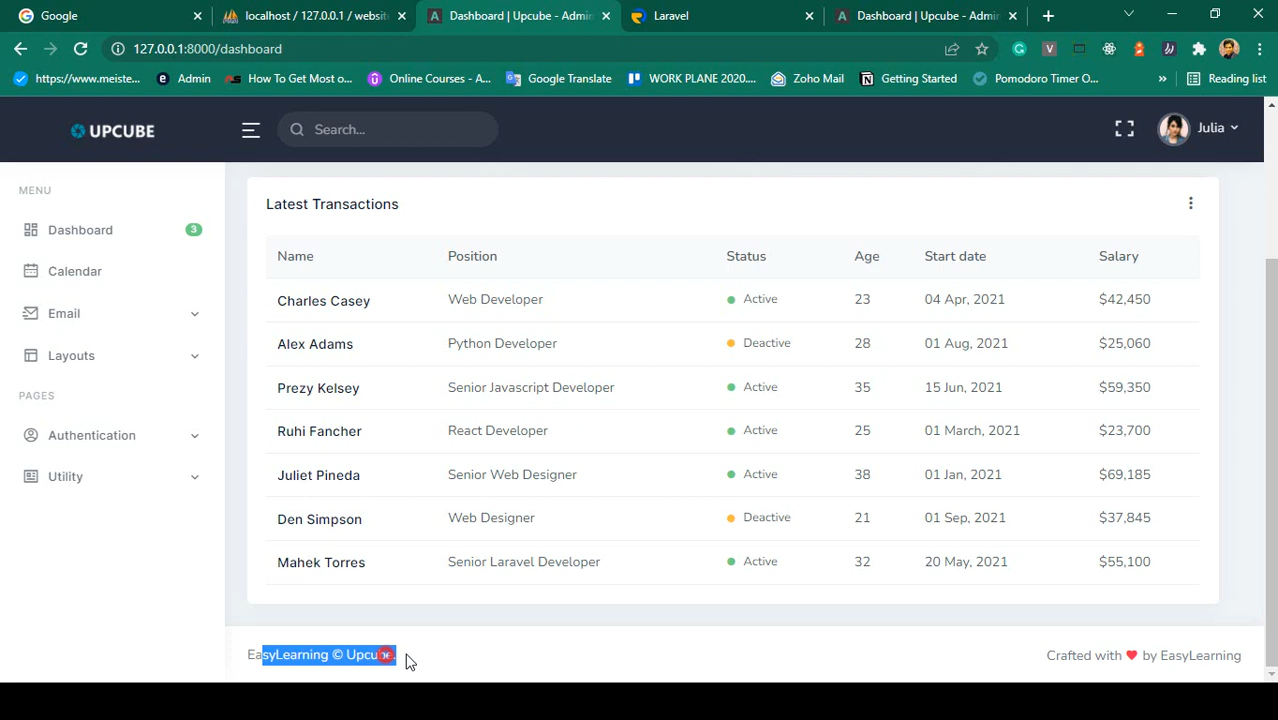 Google
localhost / 127.0.0.1 / websit
Dashboard | Upcube - Admin
Laravel
Dashboard | Upcube - Admin
127.0.0.1:8000/dashboard
https://www.meiste...
Admin
How To Get Most o...
Online Courses - A...
Google Translate
WORK PLANE 2020....
Zoho Mail
Getting Started
Pomodoro Timer O...
»
Reading list
UPCUBE
Search...
Julia
MENU
Dashboard 3
Calendar
Email
Layouts
PAGES
Authentication
Utility
Latest Transactions
Name Position Status Age Start date Salary
Charles Casey Web Developer Active 23 04 Apr, 2021 $42,450
Alex Adams Python Developer Deactive 28 01 Aug, 2021 $25,060
Prezy Kelsey Senior Javascript Developer Active 35 15 Jun, 2021 $59,350
Ruhi Fancher React Developer Active 25 01 March, 2021 $23,700
Juliet Pineda Senior Web Designer Active 38 01 Jan, 2021 $69,185
Den Simpson Web Designer Deactive 21 01 Sep, 2021 $37,845
Mahek Torres Senior Laravel Developer Active 32 20 May, 2021 $55,100
EasyLearning © Upcube.
Crafted with ❤ by EasyLearning